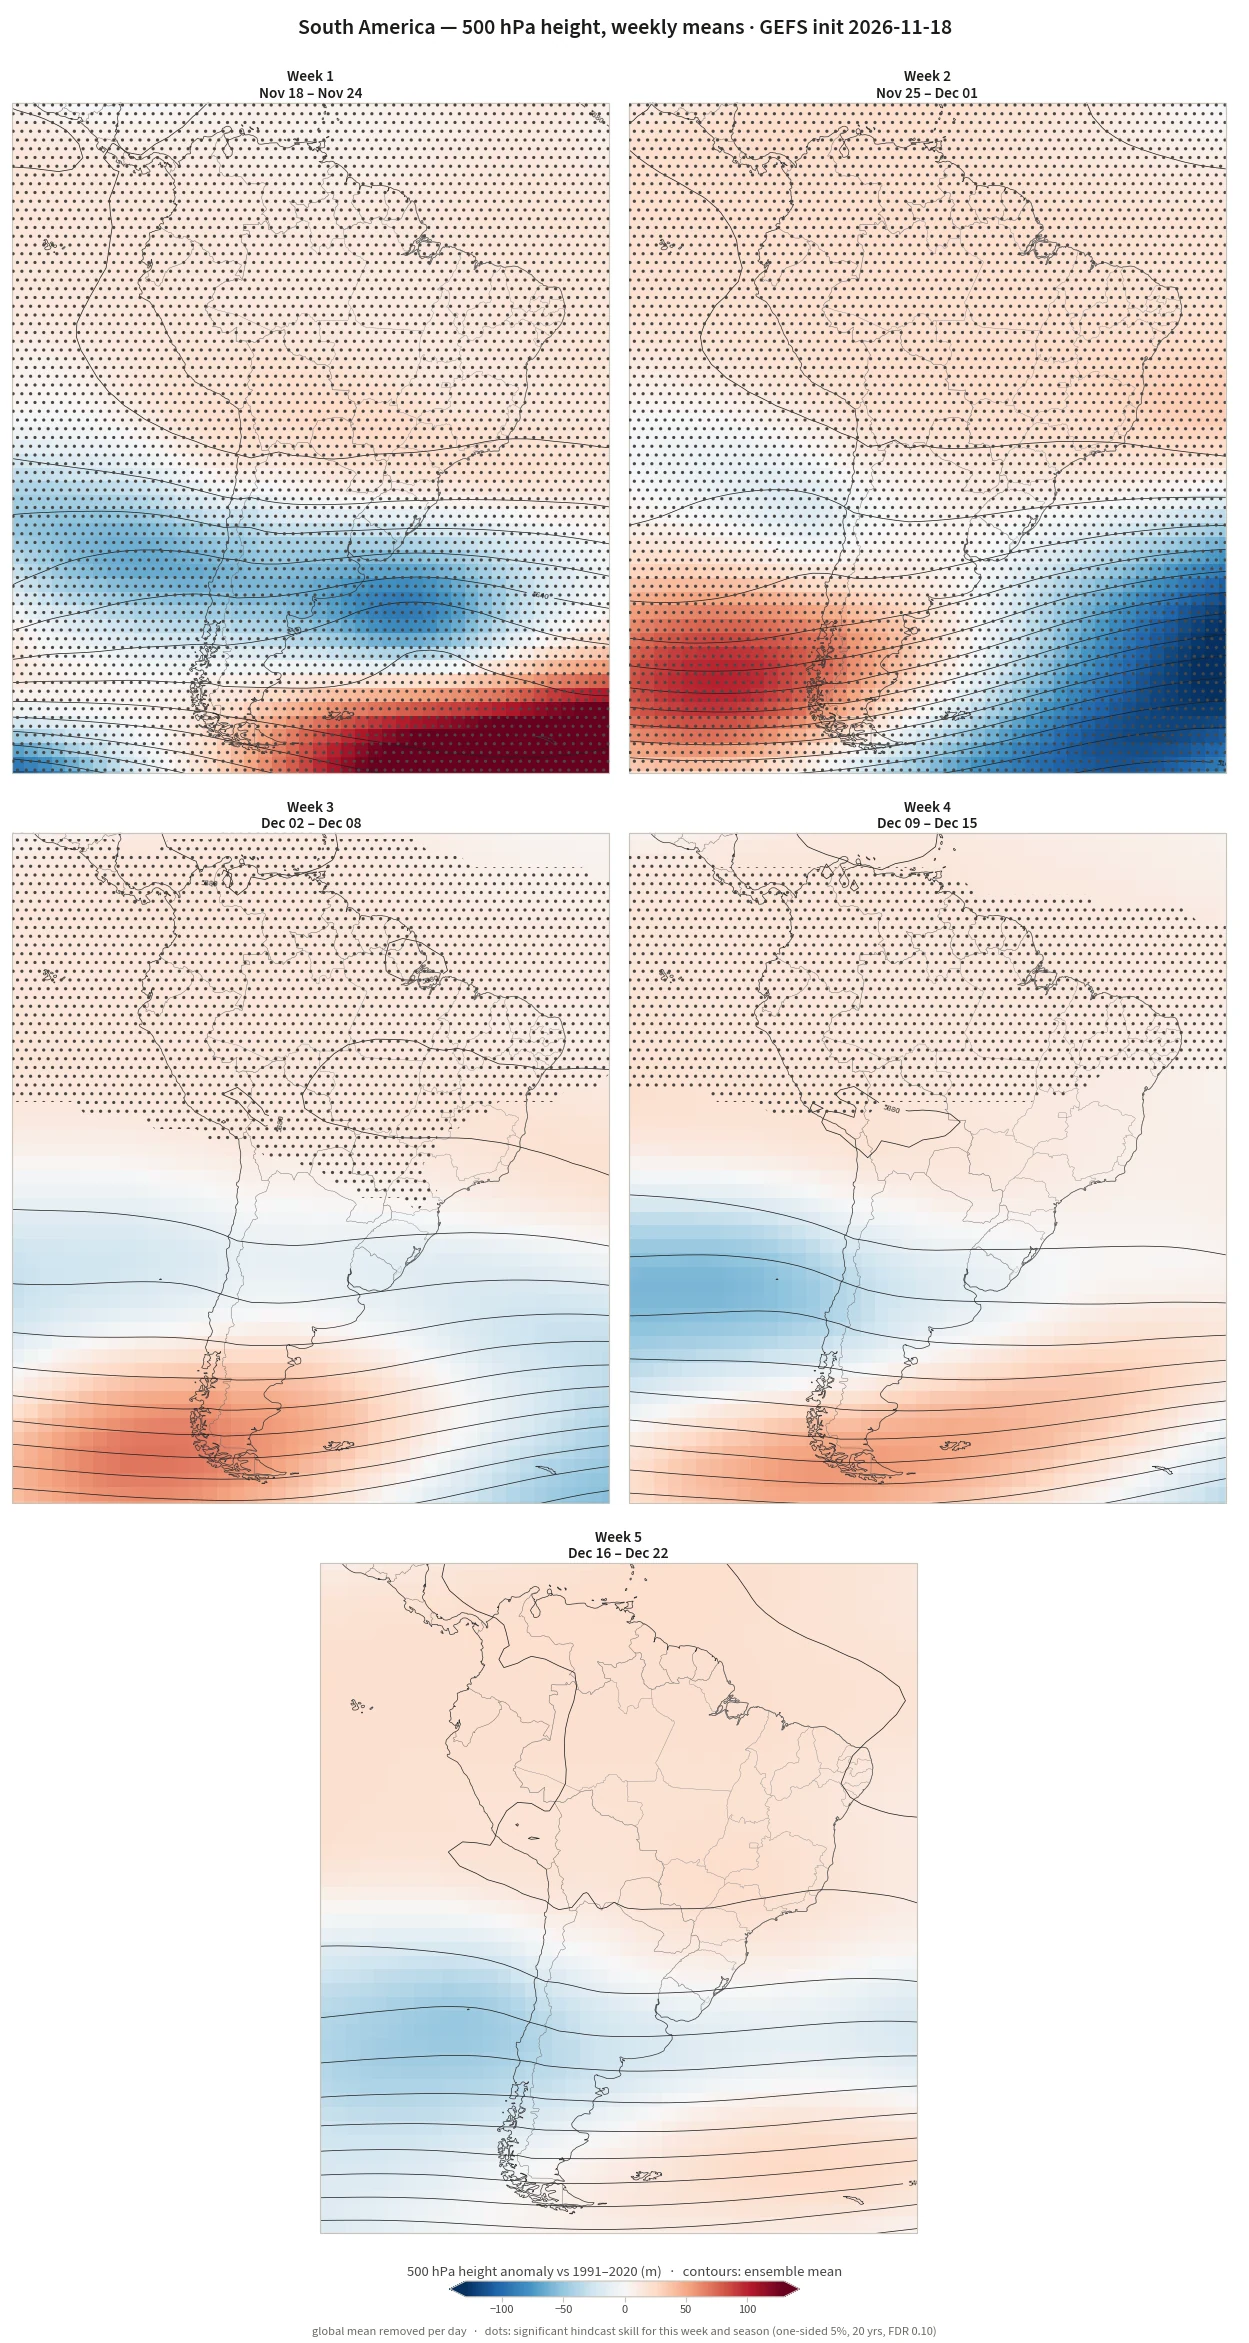 South America — 500 hPa height, weekly means · GEFS init 2026-11-18
Week 1
Nov 18 – Nov 24
Week 2
Nov 25 – Dec 01
5640
Week 3
Dec 02 – Dec 08
Week 4
Dec 09 – Dec 15
5880
5880
Week 5
Dec 16 – Dec 22
500 hPa height anomaly vs 1991–2020 (m) · contours: ensemble mean
−100 −50 0 50 100
global mean removed per day · dots: significant hindcast skill for this week and season (one-sided 5%, 20 yrs, FDR 0.10)